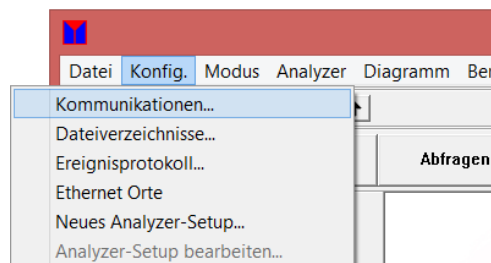 Datei Konfig. Modus Analyzer Diagramm
Kommunikationen...
Dateiverzeichnisse...
Ereignisprotokoll...
Abfragen
Ethernet Orte
Neues Analyzer-Setup...
Analyzer-Setup bearbeiten...